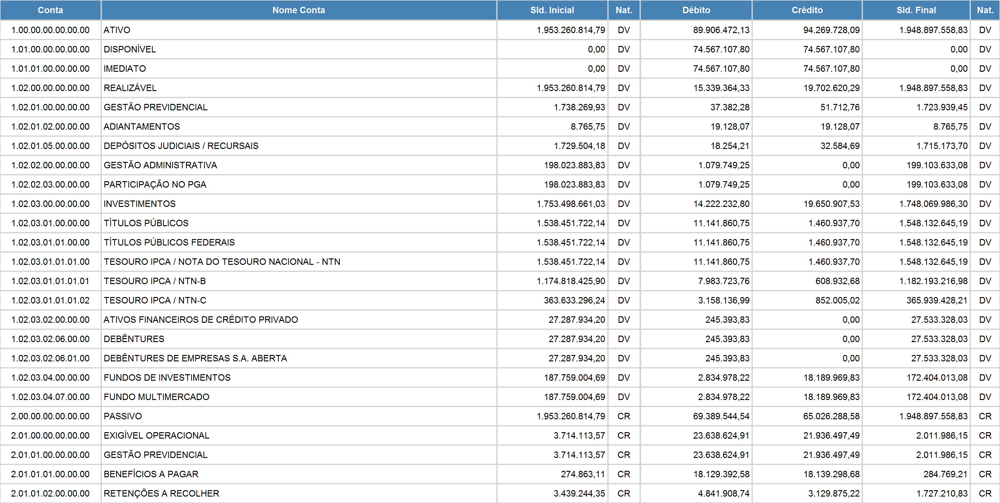 Conta Nome Conta Sld. Inicial Nat. Débito Crédito Sld. Final Nat.
1.00.00.00.00.00.00 ATIVO 1.953.260.814,79 DV 89.906.472,13 94.269.728,09 1.948.897.558,83 DV
1.01.00.00.00.00.00 DISPONÍVEL 0,00 DV 74.567.107,80 74.567.107,80 0,00 DV
1.01.01.00.00.00.00 IMEDIATO 0,00 DV 74.567.107,80 74.567.107,80 0,00 DV
1.02.00.00.00.00.00 REALIZÁVEL 1.953.260.814,79 DV 15.339.364,33 19.702.620,29 1.948.897.558,83 DV
1.02.01.00.00.00.00 GESTÃO PREVIDENCIAL 1.738.269,93 DV 37.382,28 51.712,76 1.723.939,45 DV
1.02.01.02.00.00.00 ADIANTAMENTOS 8.765,75 DV 19.128,07 19.128,07 8.765,75 DV
1.02.01.05.00.00.00 DEPÓSITOS JUDICIAIS / RECURSAIS 1.729.504,18 DV 18.254,21 32.584,69 1.715.173,70 DV
1.02.02.00.00.00.00 GESTÃO ADMINISTRATIVA 198.023.883,83 DV 1.079.749,25 0,00 199.103.633,08 DV
1.02.02.03.00.00.00 PARTICIPAÇÃO NO PGA 198.023.883,83 DV 1.079.749,25 0,00 199.103.633,08 DV
1.02.03.00.00.00.00 INVESTIMENTOS 1.753.498.661,03 DV 14.222.232,80 19.650.907,53 1.748.069.986,30 DV
1.02.03.01.00.00.00 TÍTULOS PÚBLICOS 1.538.451.722,14 DV 11.141.860,75 1.460.937,70 1.548.132.645,19 DV
1.02.03.01.01.00.00 TÍTULOS PÚBLICOS FEDERAIS 1.538.451.722,14 DV 11.141.860,75 1.460.937,70 1.548.132.645,19 DV
1.02.03.01.01.01.00 TESOURO IPCA / NOTA DO TESOURO NACIONAL - NTN 1.538.451.722,14 DV 11.141.860,75 1.460.937,70 1.548.132.645,19 DV
1.02.03.01.01.01.01 TESOURO IPCA / NTN-B 1.174.818.425,90 DV 7.983.723,76 608.932,68 1.182.193.216,98 DV
1.02.03.01.01.01.02 TESOURO IPCA / NTN-C 363.633.296,24 DV 3.158.136,99 852.005,02 365.939.428,21 DV
1.02.03.02.00.00.00 ATIVOS FINANCEIROS DE CRÉDITO PRIVADO 27.287.934,20 DV 245.393,83 0,00 27.533.328,03 DV
1.02.03.02.06.00.00 DEBÊNTURES 27.287.934,20 DV 245.393,83 0,00 27.533.328,03 DV
1.02.03.02.06.01.00 DEBÊNTURES DE EMPRESAS S.A. ABERTA 27.287.934,20 DV 245.393,83 0,00 27.533.328,03 DV
1.02.03.04.00.00.00 FUNDOS DE INVESTIMENTOS 187.759.004,69 DV 2.834.978,22 18.189.969,83 172.404.013,08 DV
1.02.03.04.07.00.00 FUNDO MULTIMERCADO 187.759.004,69 DV 2.834.978,22 18.189.969,83 172.404.013,08 DV
2.00.00.00.00.00.00 PASSIVO 1.953.260.814,79 CR 69.389.544,54 65.026.288,58 1.948.897.558,83 CR
2.01.00.00.00.00.00 EXIGÍVEL OPERACIONAL 3.714.113,57 CR 23.638.624,91 21.936.497,49 2.011.986,15 CR
2.01.01.00.00.00.00 GESTÃO PREVIDENCIAL 3.714.113,57 CR 23.638.624,91 21.936.497,49 2.011.986,15 CR
2.01.01.01.00.00.00 BENEFÍCIOS A PAGAR 274.863,11 CR 18.129.392,58 18.139.298,68 284.769,21 CR
2.01.01.02.00.00.00 RETENÇÕES A RECOLHER 3.439.244,35 CR 4.841.908,74 3.129.875,22 1.727.210,83 CR